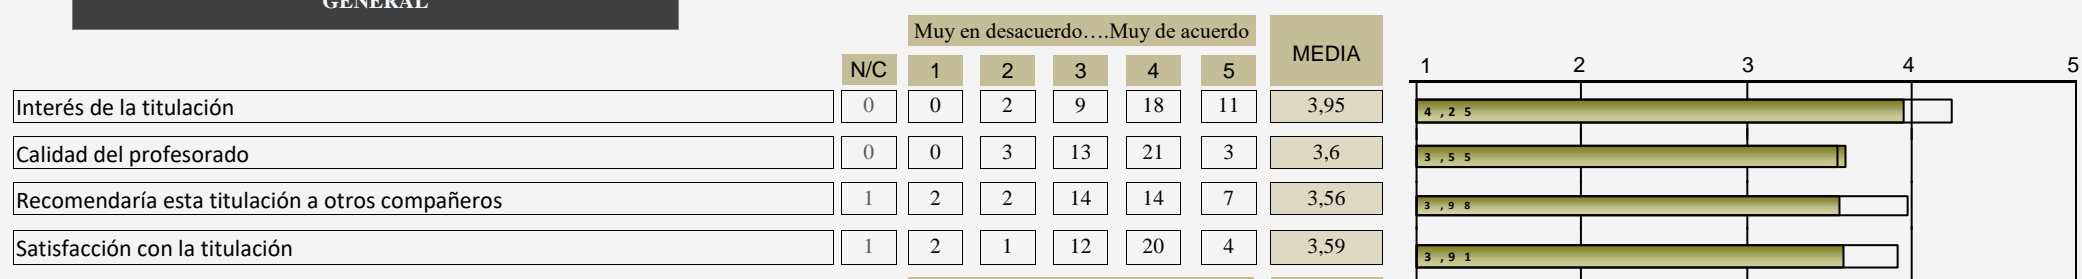 GENERAL
Muy en desacuerdo….Muy de acuerdo
MEDIA
N/C 1 2 3 4 5
1 2 3 4 5
Interés de la titulación 0 0 2 9 18 11 3,95 4,25
Calidad del profesorado 0 0 3 13 21 3 3,6 3,55
Recomendaría esta titulación a otros compañeros 1 2 2 14 14 7 3,56 3,98
Satisfacción con la titulación 1 2 1 12 20 4 3,59 3,91